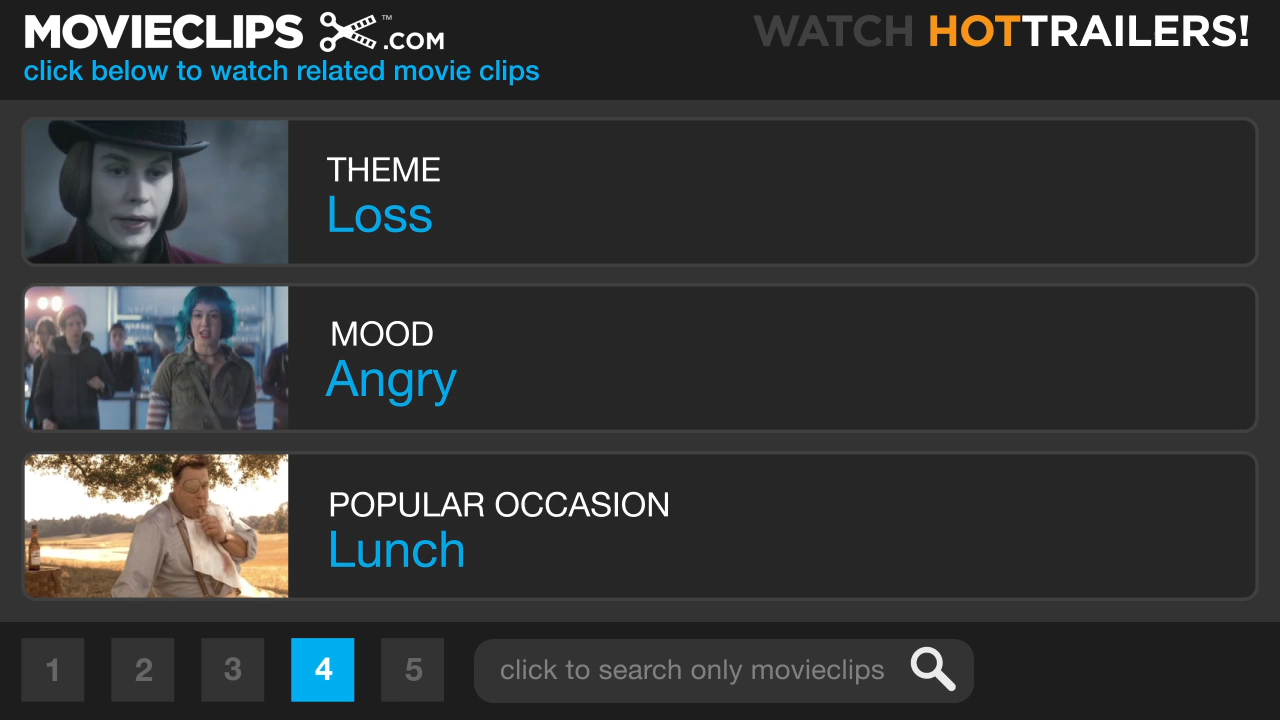 MOVIECLIPS ™ .COM
WATCH HOTTRAILERS!
click below to watch related movie clips
THEME
Loss
MOOD
Angry
POPULAR OCCASION
Lunch
1 2 3 4 5 click to search only movieclips